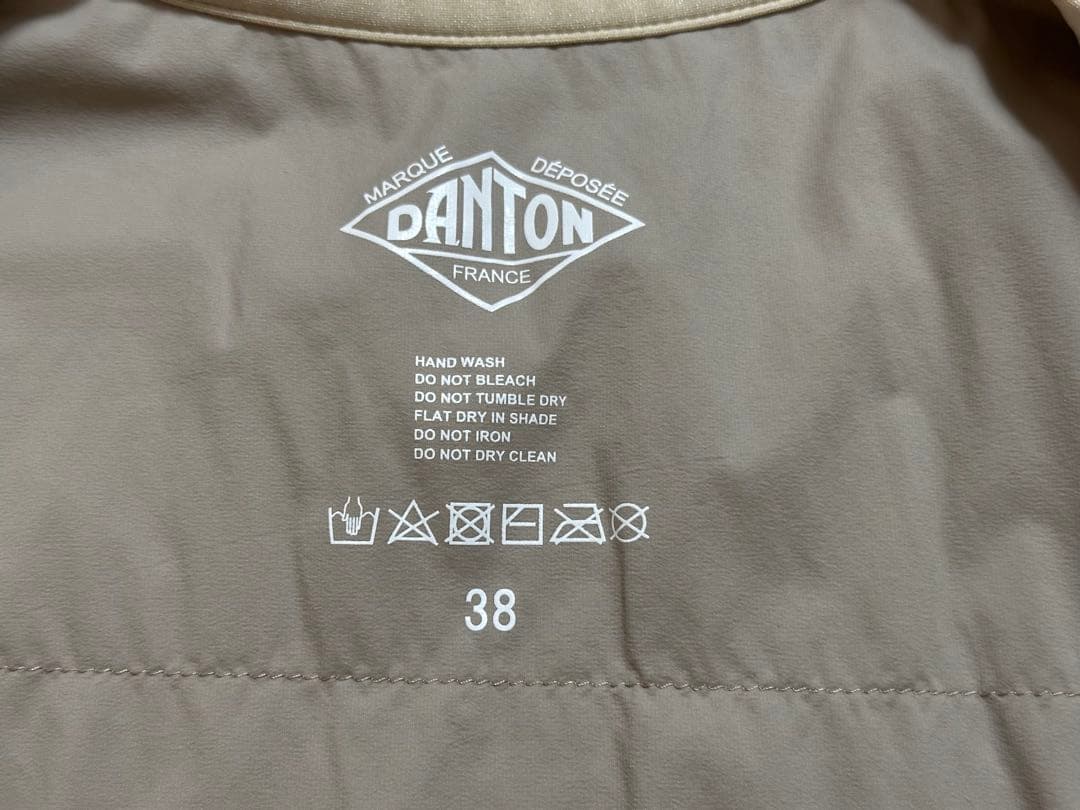 MARQUE DÉPOSÉE
DANTON
FRANCE
HAND WASH
DO NOT BLEACH
DO NOT TUMBLE DRY
FLAT DRY IN SHADE
DO NOT IRON
DO NOT DRY CLEAN
38